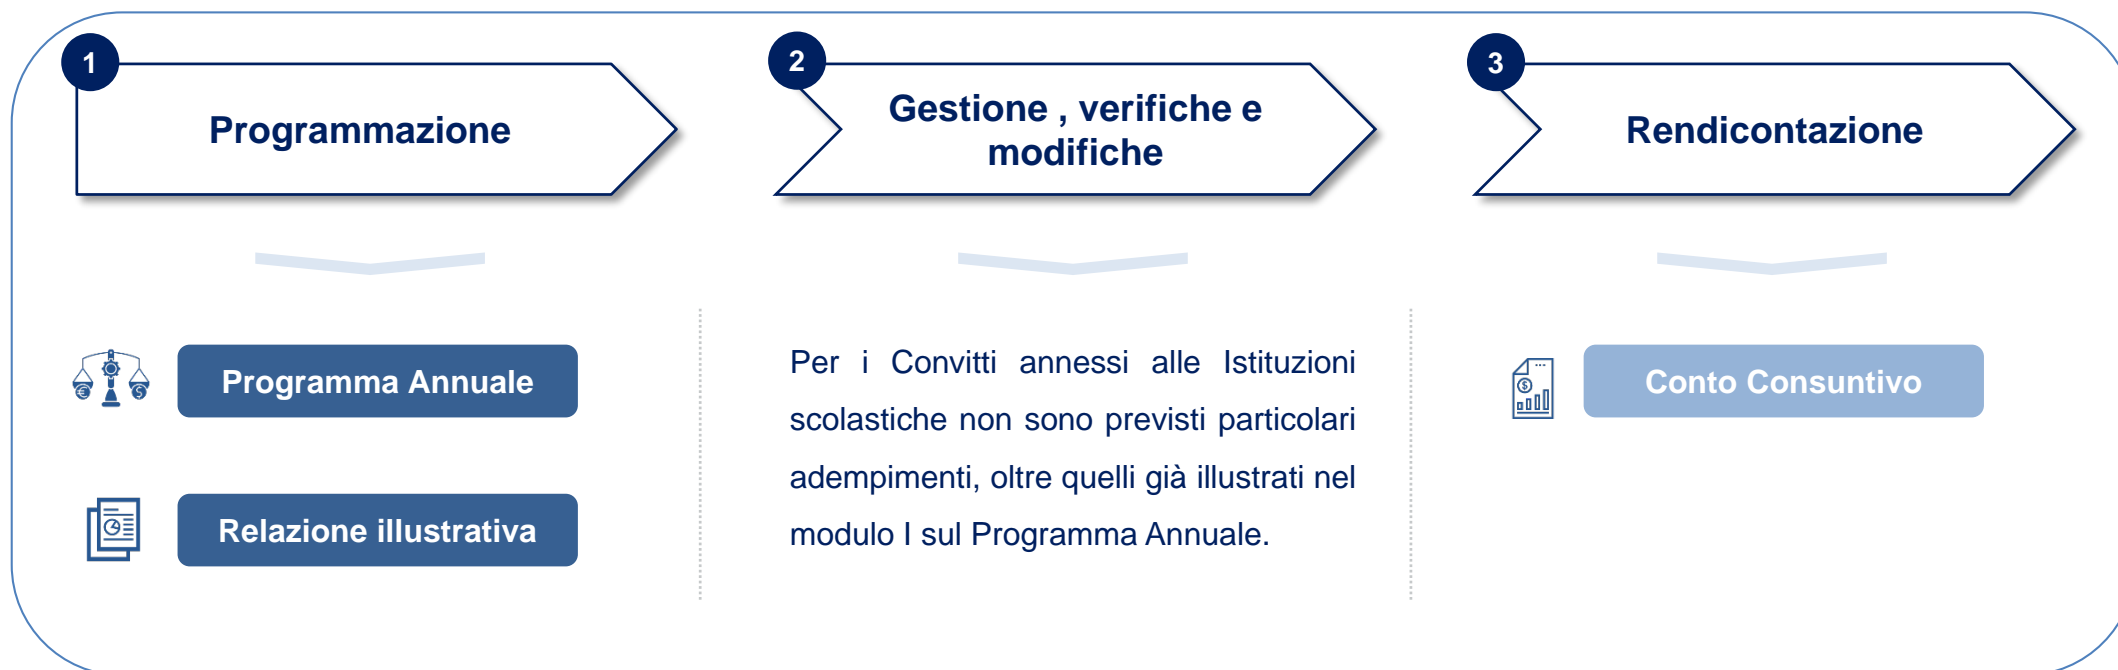 1
Programmazione
2
Gestione , verifiche e
modifiche
3
Rendicontazione
Programma Annuale
Relazione illustrativa
Per i Convitti annessi alle Istituzioni
scolastiche non sono previsti particolari
adempimenti, oltre quelli già illustrati nel
modulo I sul Programma Annuale.
Conto Consuntivo